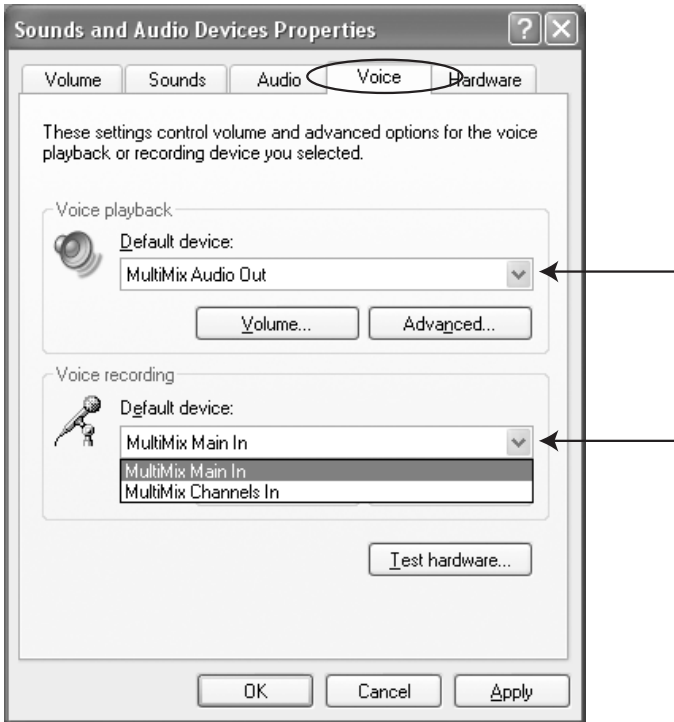 Sounds and Audio Devices Properties
Volume Sounds Audio Voice Hardware
These settings control volume and advanced options for the voice
playback or recording device you selected.
Voice playback
Default device:
MultiMix Audio Out
Volume... Advanced...
Voice recording
Default device:
MultiMix Main In
MultiMix Main In
MultiMix Channels In
Test hardware...
OK Cancel Apply